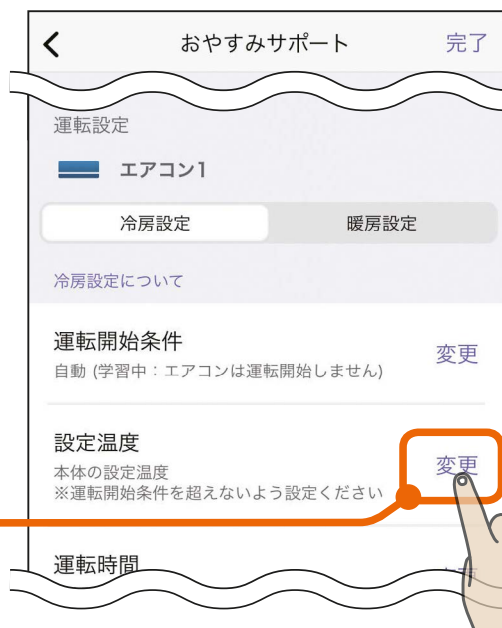 おやすみサポート 完了
運転設定
エアコン1
冷房設定 暖房設定
冷房設定について
運転開始条件
変更
自動 (学習中：エアコンは運転開始しません)
設定温度
変更
本体の設定温度
※運転開始条件を超えないよう設定ください
運転時間